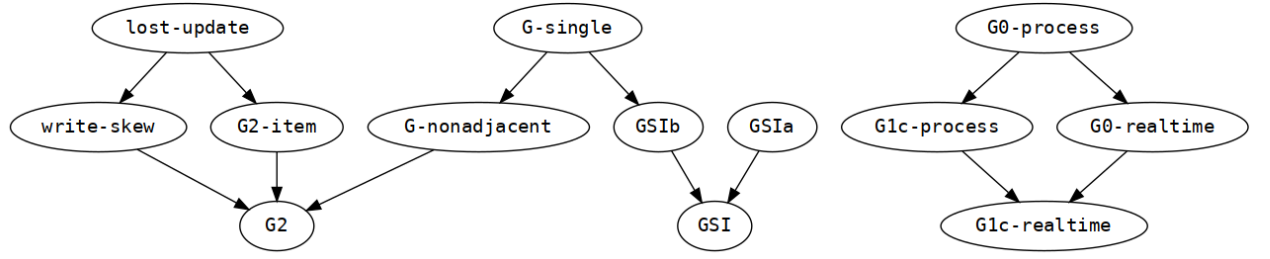 lost-update
G-single
G0-process
write-skew
G2-item
G-nonadjacent
GSIb
GSIa
G1c-process
G0-realtime
G2
GSI
G1c-realtime